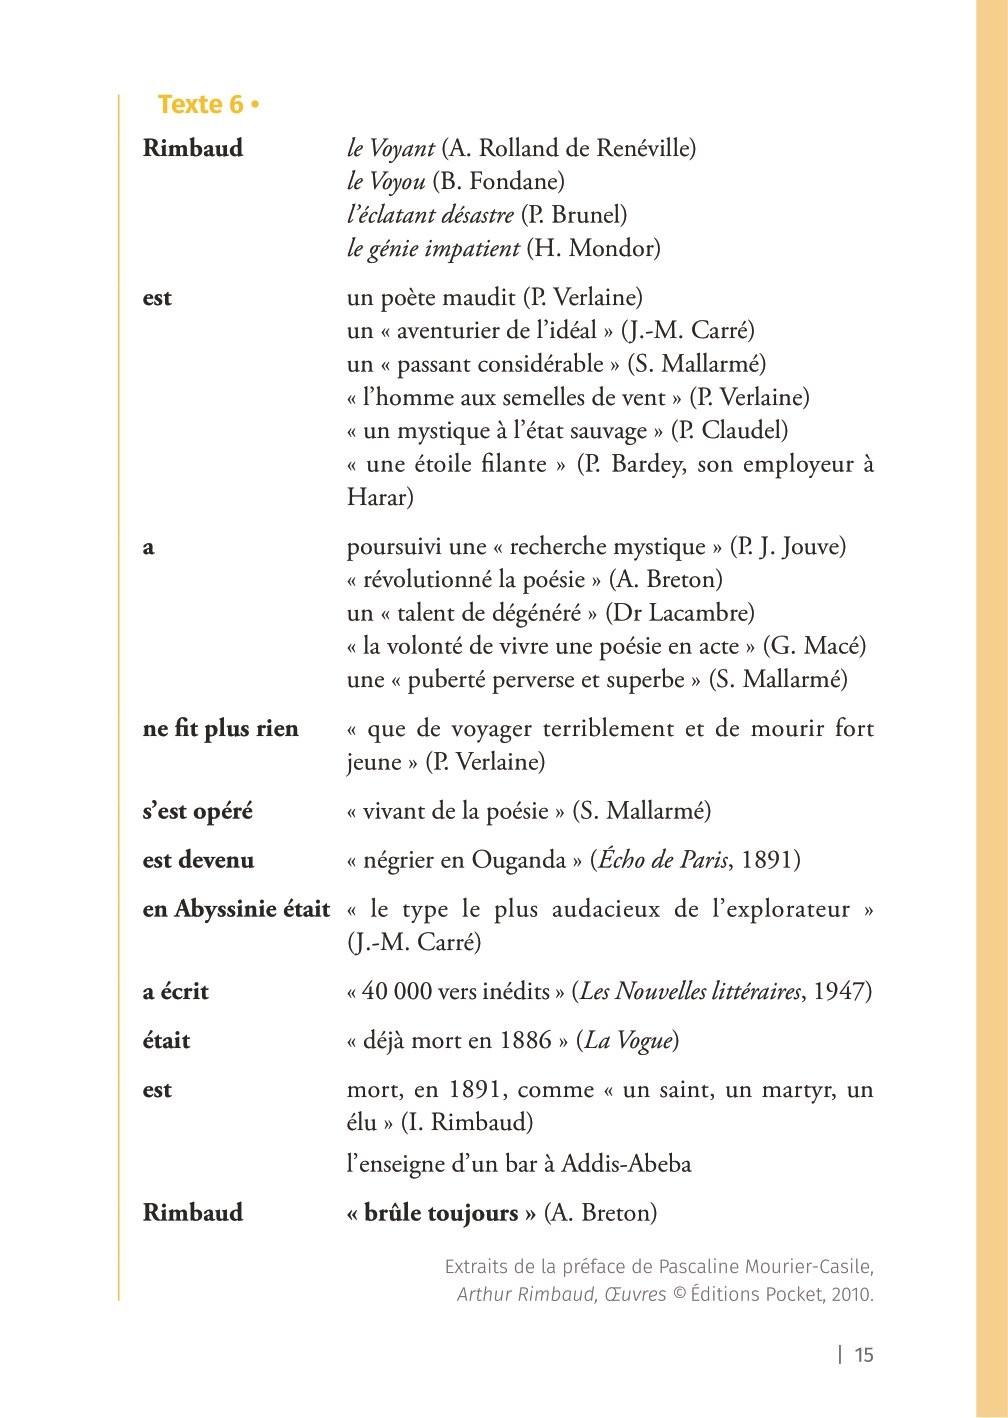 Texte 6 •
Rimbaud le Voyant (A. Rolland de Renéville)
le Voyou (B. Fondane)
l’éclatant désastre (P. Brunel)
le génie impatient (H. Mondor)
est un poète maudit (P. Verlaine)
un « aventurier de l’idéal » (J.-M. Carré)
un « passant considérable » (S. Mallarmé)
« l’homme aux semelles de vent » (P. Verlaine)
« un mystique à l’état sauvage » (P. Claudel)
« une étoile filante » (P. Bardey, son employeur à
Harar)
a poursuivi une « recherche mystique » (P. J. Jouve)
« révolutionné la poésie » (A. Breton)
un « talent de dégénéré » (Dr Lacambre)
« la volonté de vivre une poésie en acte » (G. Macé)
une « puberté perverse et superbe » (S. Mallarmé)
ne fit plus rien « que de voyager terriblement et de mourir fort
jeune » (P. Verlaine)
s’est opéré « vivant de la poésie » (S. Mallarmé)
est devenu « négrier en Ouganda » (Écho de Paris, 1891)
en Abyssinie était « le type le plus audacieux de l’explorateur »
(J.-M. Carré)
a écrit « 40 000 vers inédits » (Les Nouvelles littéraires, 1947)
était « déjà mort en 1886 » (La Vogue)
est mort, en 1891, comme « un saint, un martyr, un
élu » (I. Rimbaud)
l’enseigne d’un bar à Addis-Abeba
Rimbaud « brûle toujours » (A. Breton)
Extraits de la préface de Pascaline Mourier-Casile,
Arthur Rimbaud, Œuvres © Éditions Pocket, 2010.
| 15